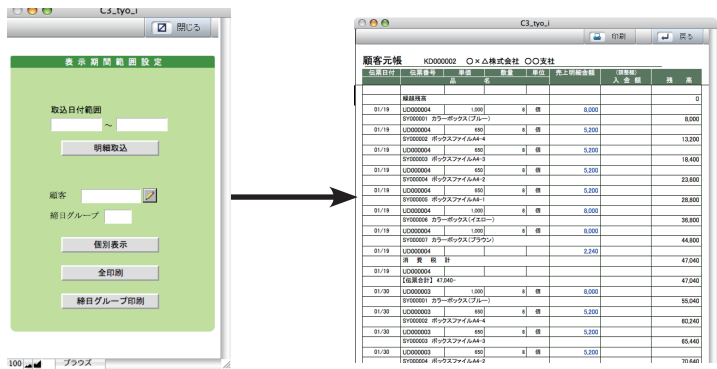 C3_tyo_i
閉じる
表示期間範囲設定
取込日付範囲
～
明細取込
顧客
締日グループ
個別表示
全印刷
締日グループ印刷
100
ブラウズ
C3_tyo_i
印刷
戻る
顧客元帳 KD000002 〇×△株式会社 〇〇支社
伝票日付 伝票番号 単価 数量 単位 売上明細金額 (調整額)
品 名 入 金 額 残 高
繰越残高 0
01/19 UD000004 1,000 8 個 8,000
SY000001 カラーボックス(ブルー) 8,000
01/19 UD000004 650 8 個 5,200
SY000002 ボックスファイルA4-4 13,200
01/19 UD000004 650 8 個 5,200
SY000003 ボックスファイルA4-3 18,400
01/19 UD000004 650 8 個 5,200
SY000004 ボックスファイルA4-2 23,600
01/19 UD000004 650 8 個 5,200
SY000005 ボックスファイルA4-1 28,800
01/19 UD000004 1,000 8 個 8,000
SY000006 カラーボックス(イエロー) 36,800
01/19 UD000004 1,000 8 個 8,000
SY000007 カラーボックス(ブラウン) 44,800
01/19 UD000004 2,240
消 費 税 計 47,040
01/19 UD000004
【伝票合計】 47,040- 47,040
01/30 UD000003 1,000 8 個 8,000
SY000001 カラーボックス(ブルー) 55,040
01/30 UD000003 650 8 個 5,200
SY000002 ボックスファイルA4-4 60,240
01/30 UD000003 650 8 個 5,200
SY000003 ボックスファイルA4-3 65,440
01/30 UD000003 650 8 個 5,200
SY000004 ボックスファイルA4-2 70,640